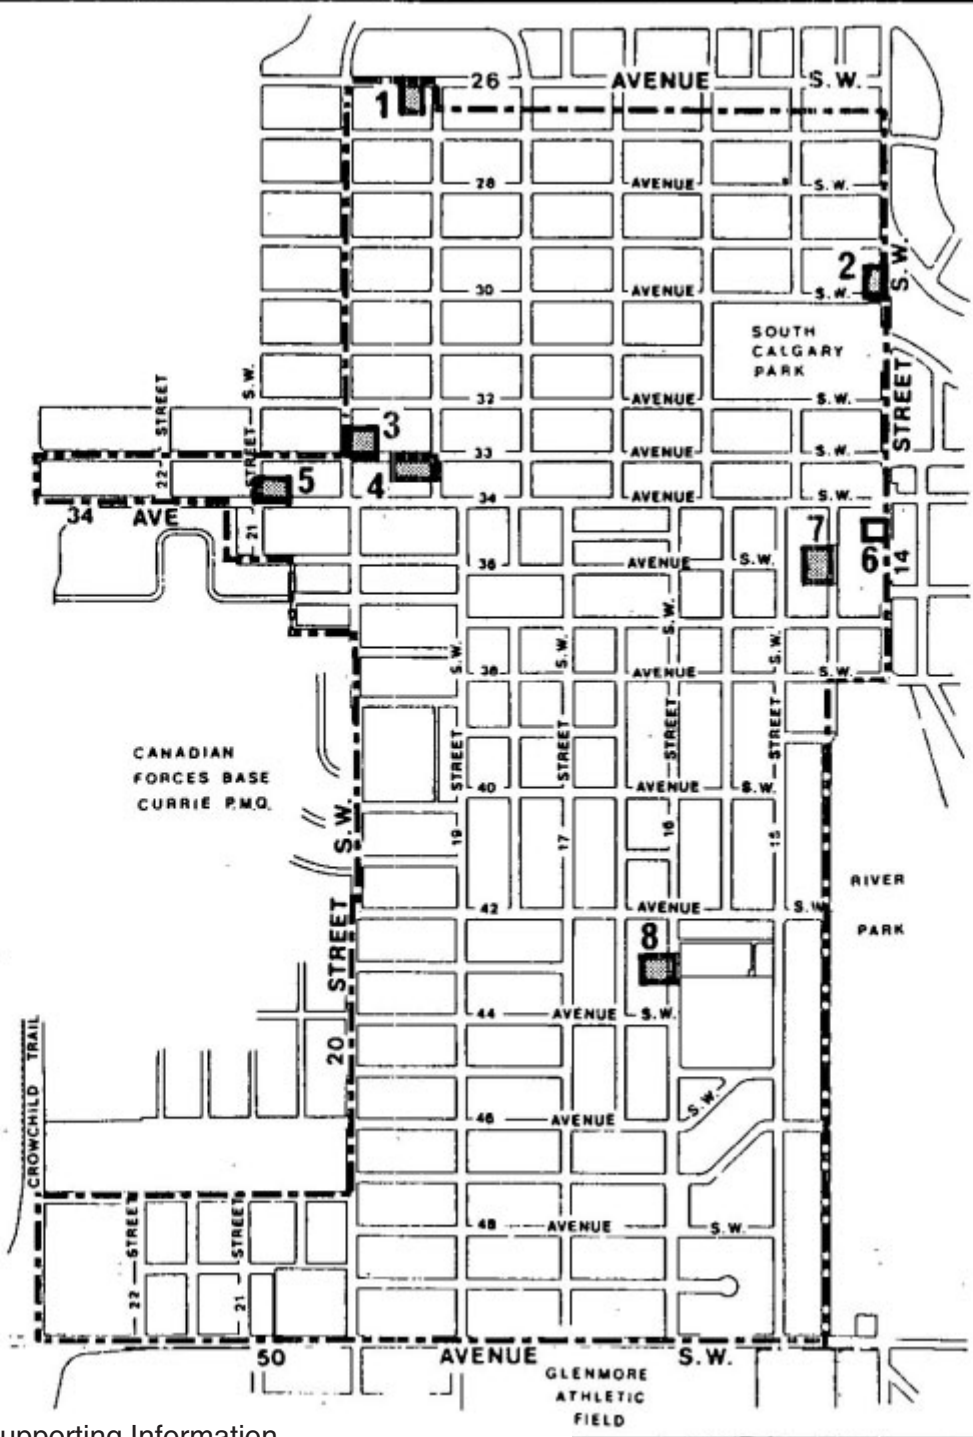 26 AVENUE S.W.
1
28 AVENUE S.W.
2
S.W.
30 AVENUE S.W.
SOUTH
CALGARY
PARK
STREET
S.W.
22 STREET
32 AVENUE S.W.
3
33 AVENUE S.W.
21 STREET
4
5
34 AVENUE S.W.
34 AVE
21
7
6
14
36 AVENUE S.W.
S.W.
S.W.
S.W.
S.W.
38 AVENUE S.W.
STREET
STREET
STREET
STREET
CANADIAN
FORCES BASE
CURRIE P.M.Q.
40 AVENUE S.W.
S.W.
19
17
16
15
RIVER
PARK
42 AVENUE S.W.
STREET
8
44 AVENUE S.W.
20
CROWCHILD TRAIL
S.W.
46 AVENUE
48 AVENUE S.W.
22 STREET
21 STREET
50 AVENUE S.W.
GLENMORE
ATHLETIC
FIELD
upporting Information